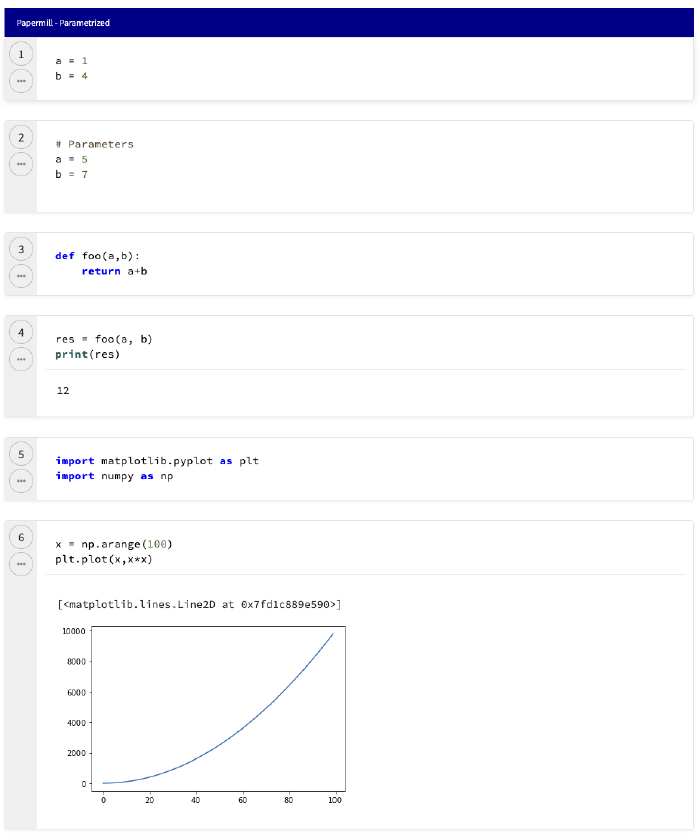 Papermill - Parametrized
1
a = 1
b = 4
2
# Parameters
a = 5
b = 7
3
def foo(a,b):
    return a+b
4
res = foo(a, b)
print(res)
12
5
import matplotlib.pyplot as plt
import numpy as np
6
x = np.arange(100)
plt.plot(x,x*x)
[<matplotlib.lines.Line2D at 0x7fd1c889e590>]
10000
8000
6000
4000
2000
0
0 20 40 60 80 100